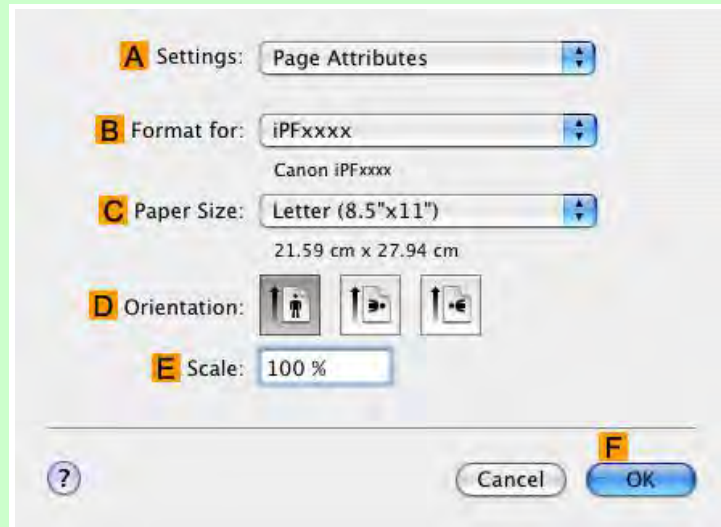 A Settings: Page Attributes
B Format for: iPFxxxx
Canon iPFxxxx
C Paper Size: Letter (8.5"x11")
21.59 cm x 27.94 cm
D Orientation:
E Scale: 100 %
F
? Cancel OK